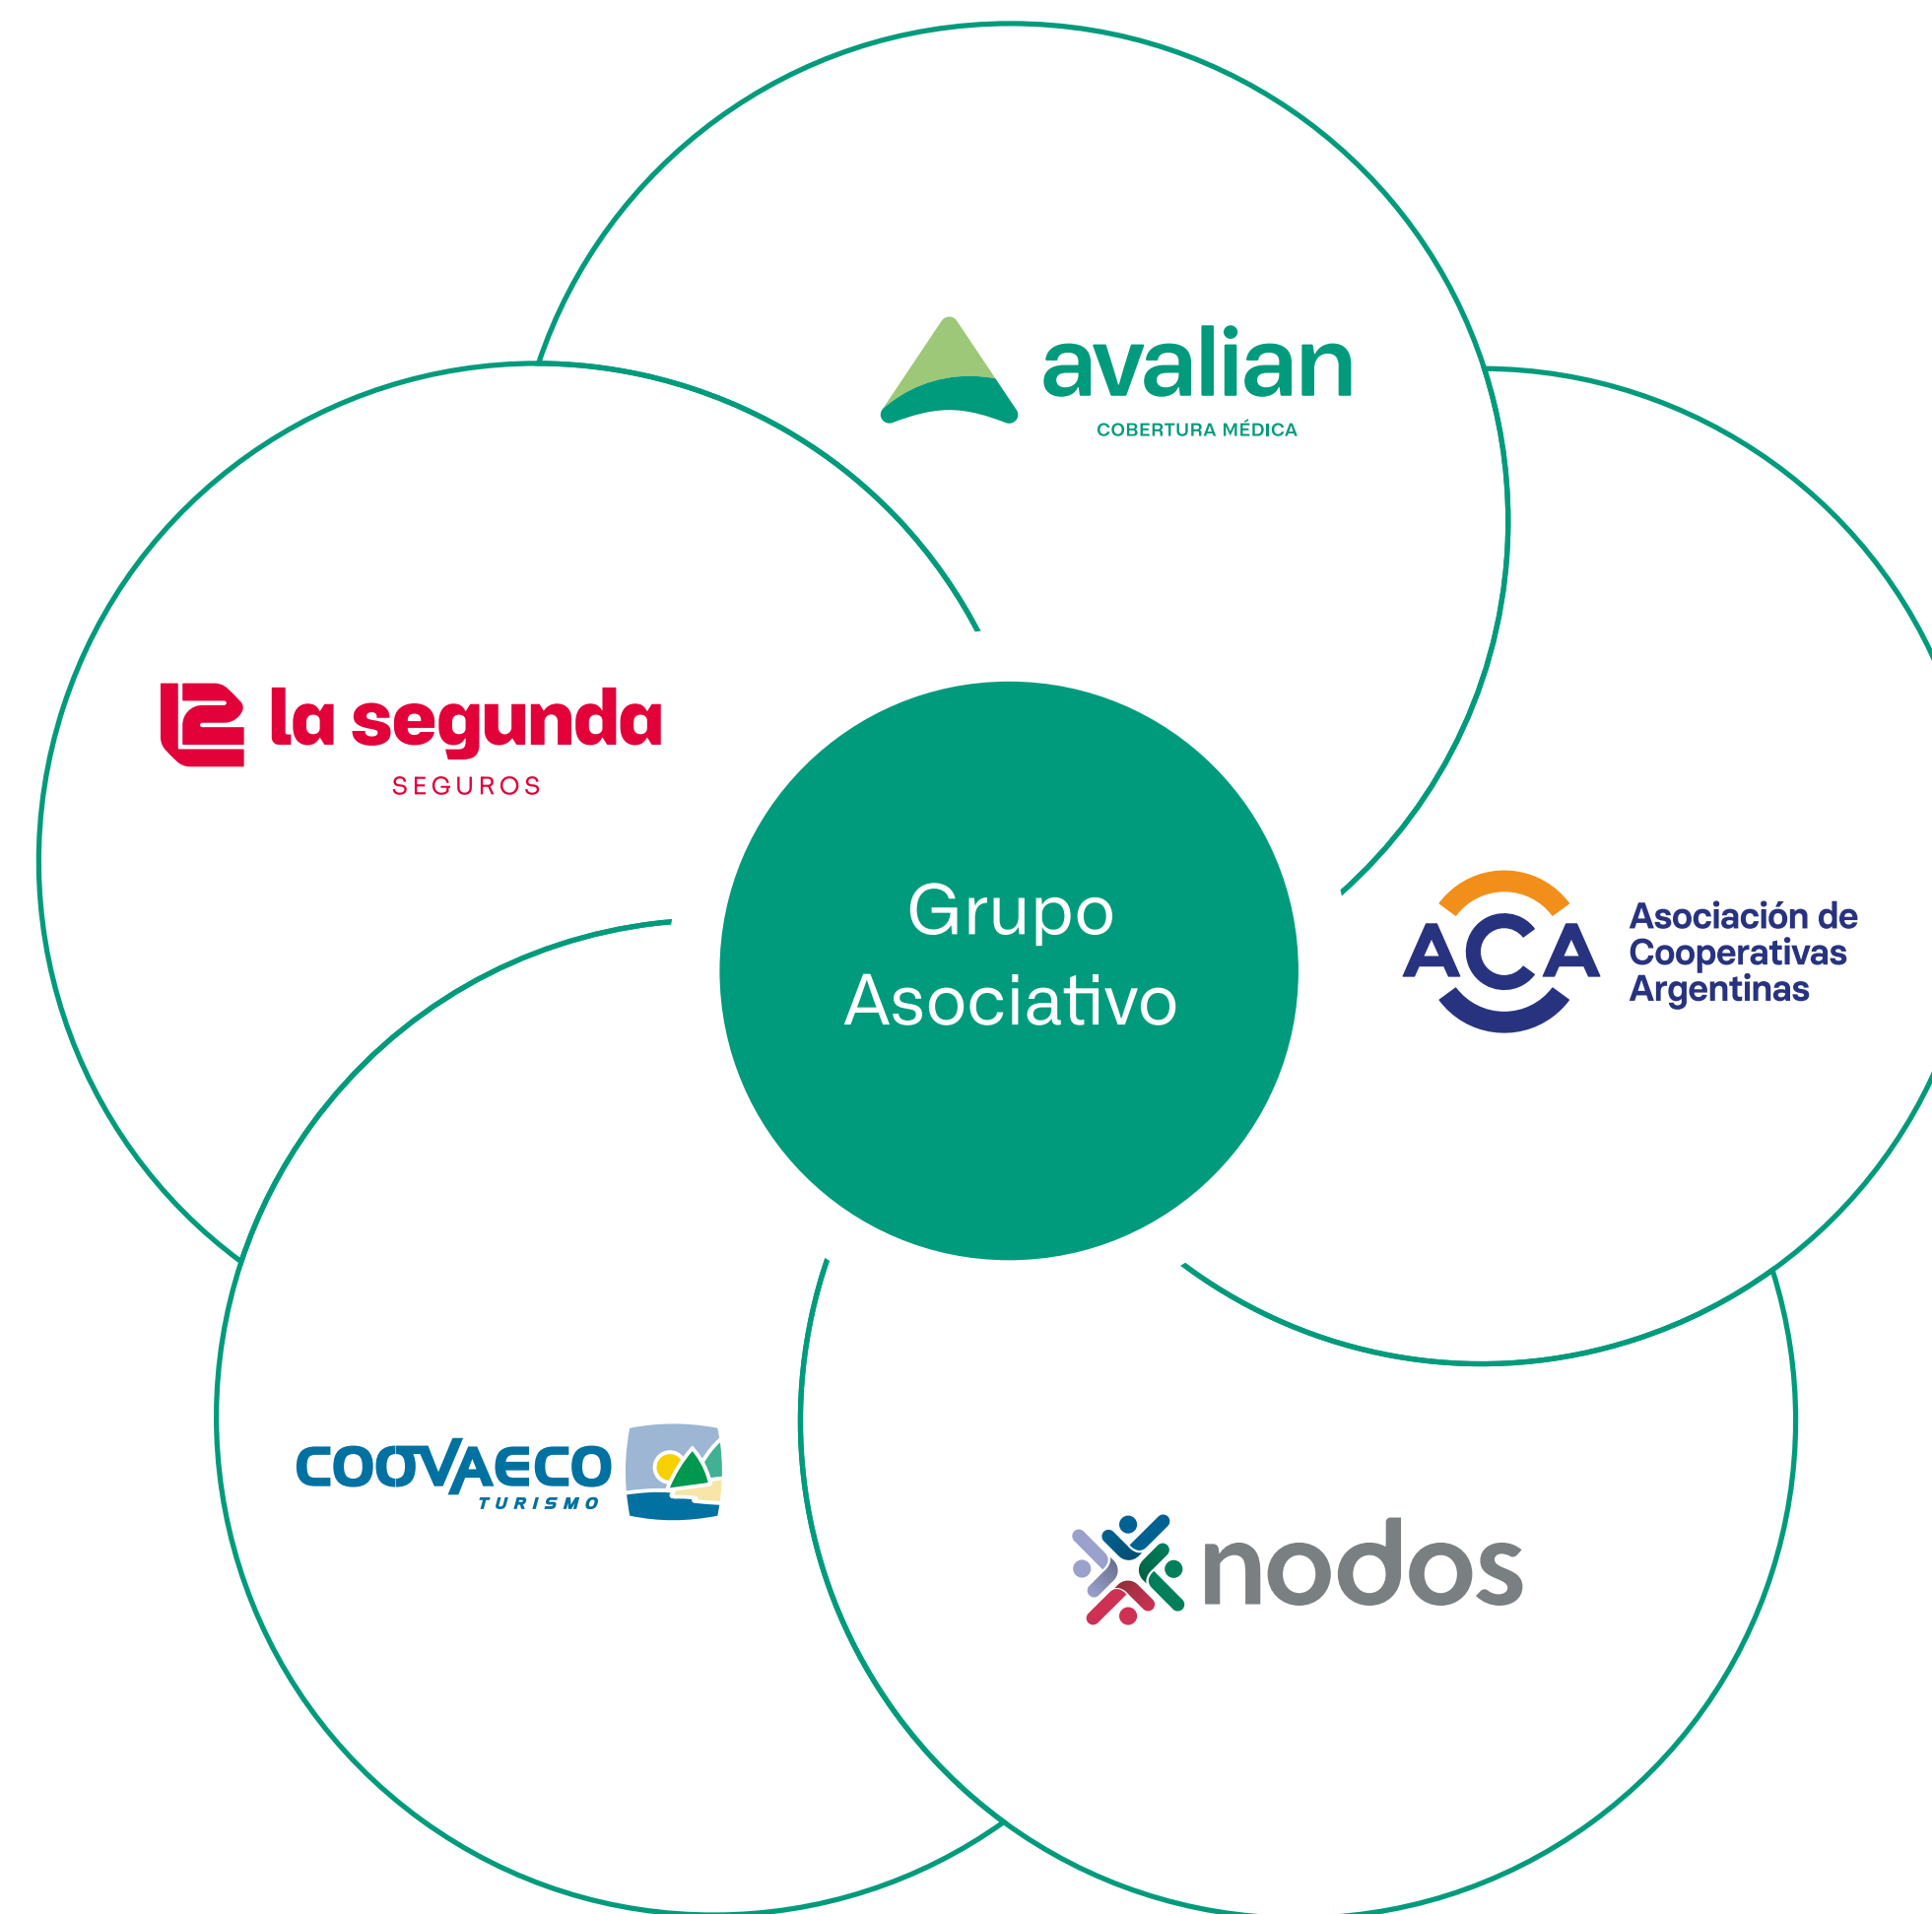 avalian
COBERTURA MÉDICA
la segunda
SEGUROS
Grupo
Asociativo
ACA
Asociación de
Cooperativas
Argentinas
COOVAECO
TURISMO
nodos